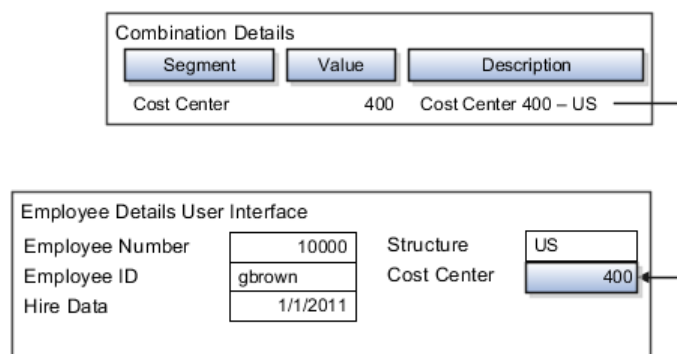 Combination Details
Segment Value Description
Cost Center 400 Cost Center 400 – US
Employee Details User Interface
Employee Number 10000 Structure US
Employee ID gbrown Cost Center 400
Hire Data 1/1/2011